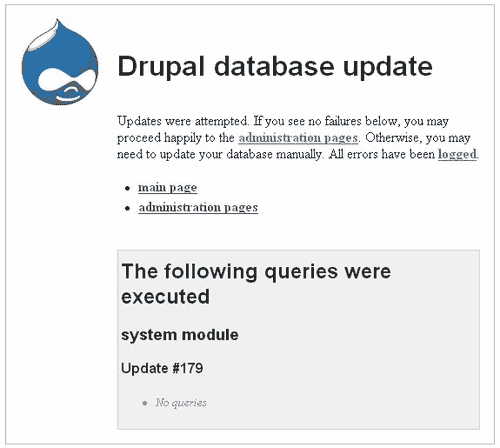 Drupal database update
Updates were attempted. If you see no failures below, you may
proceed happily to the administration pages. Otherwise, you may
need to update your database manually. All errors have been logged.
main page
administration pages
The following queries were
executed
system module
Update #179
No queries